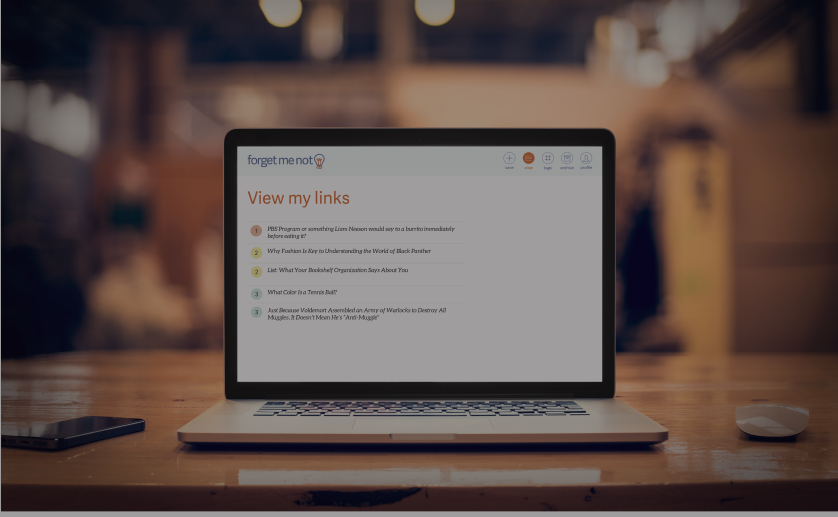 forget me not
save view tags archive profile
View my links
1 PBS Program or something Liam Neeson would say to a burrito immediately
before eating it?
2 Why Fashion Is Key to Understanding the World of Black Panther
2 List: What Your Bookshelf Organization Says About You
3 What Color Is a Tennis Ball?
3 Just Because Voldemort Assembled an Army of Warlocks to Destroy All
Muggles, It Doesn't Mean He's "Anti-Muggle"